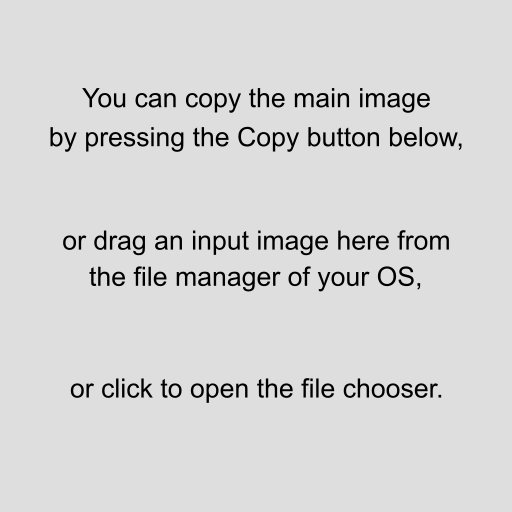 You can copy the main image
by pressing the Copy button below,
or drag an input image here from
the file manager of your OS,
or click to open the file chooser.